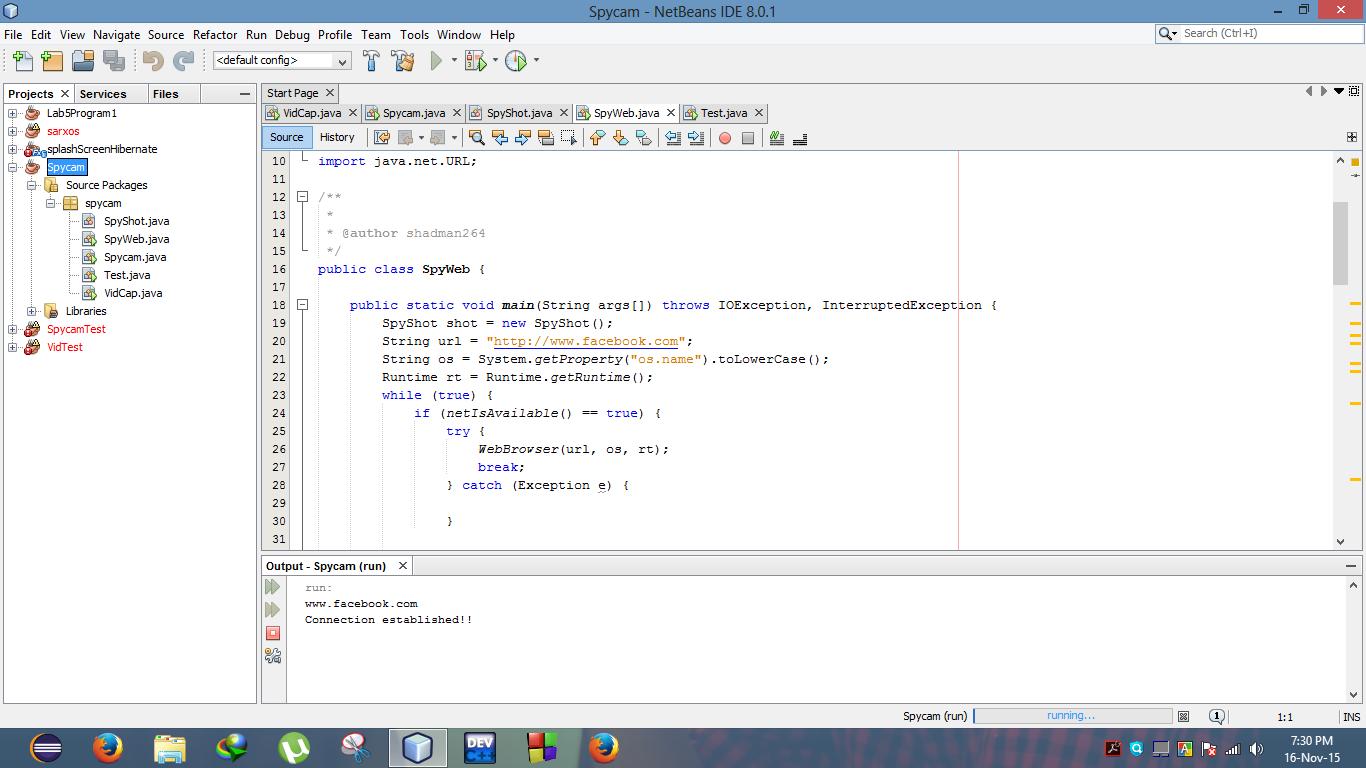 Spycam - NetBeans IDE 8.0.1
File Edit View Navigate Source Refactor Run Debug Profile Team Tools Window Help
Search (Ctrl+I)
<default config>
Projects Services Files
Lab5Program1
sarxos
splashScreenHibernate
Spycam
Source Packages
spycam
SpyShot.java
SpyWeb.java
Spycam.java
Test.java
VidCap.java
Libraries
SpycamTest
VidTest
Start Page
VidCap.java Spycam.java SpyShot.java SpyWeb.java Test.java
Source History
10 import java.net.URL;
11
12 /**
13 *
14 * @author shadman264
15 */
16 public class SpyWeb {
17
18 public static void main(String args[]) throws IOException, InterruptedException {
19 SpyShot shot = new SpyShot();
20 String url = "http://www.facebook.com";
21 String os = System.getProperty("os.name").toLowerCase();
22 Runtime rt = Runtime.getRuntime();
23 while (true) {
24 if (netIsAvailable() == true) {
25 try {
26 WebBrowser(url, os, rt);
27 break;
28 } catch (Exception e) {
29
30 }
31
Output - Spycam (run)
run:
www.facebook.com
Connection established!!
Spycam (run) running... 1 1:1 INS
DEV C++
7:30 PM
16-Nov-15